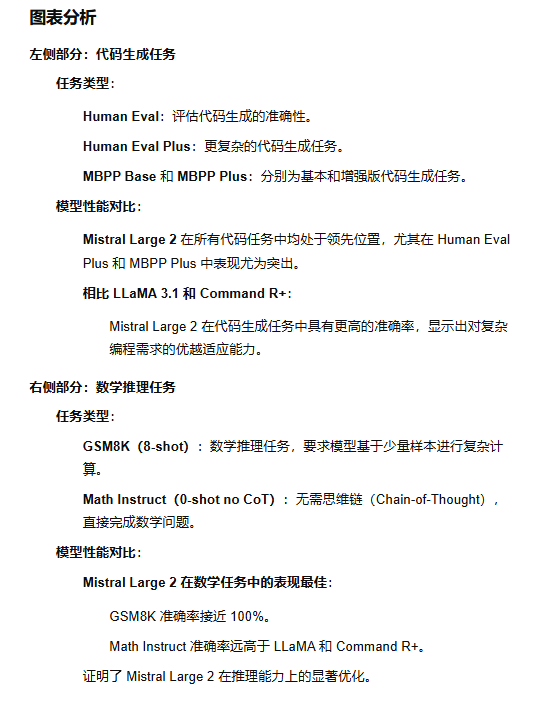 图表分析
左侧部分：代码生成任务
任务类型：
Human Eval：评估代码生成的准确性。
Human Eval Plus：更复杂的代码生成任务。
MBPP Base 和 MBPP Plus：分别为基本和增强版代码生成任务。
模型性能对比：
Mistral Large 2 在所有代码任务中均处于领先位置，尤其在 Human Eval
Plus 和 MBPP Plus 中表现尤为突出。
相比 LLaMA 3.1 和 Command R+：
Mistral Large 2 在代码生成任务中具有更高的准确率，显示出对复杂
编程需求的优越适应能力。
右侧部分：数学推理任务
任务类型：
GSM8K（8-shot）：数学推理任务，要求模型基于少量样本进行复杂计
算。
Math Instruct（0-shot no CoT）：无需思维链（Chain-of-Thought），
直接完成数学问题。
模型性能对比：
Mistral Large 2 在数学任务中的表现最佳：
GSM8K 准确率接近 100%。
Math Instruct 准确率远高于 LLaMA 和 Command R+。
证明了 Mistral Large 2 在推理能力上的显著优化。